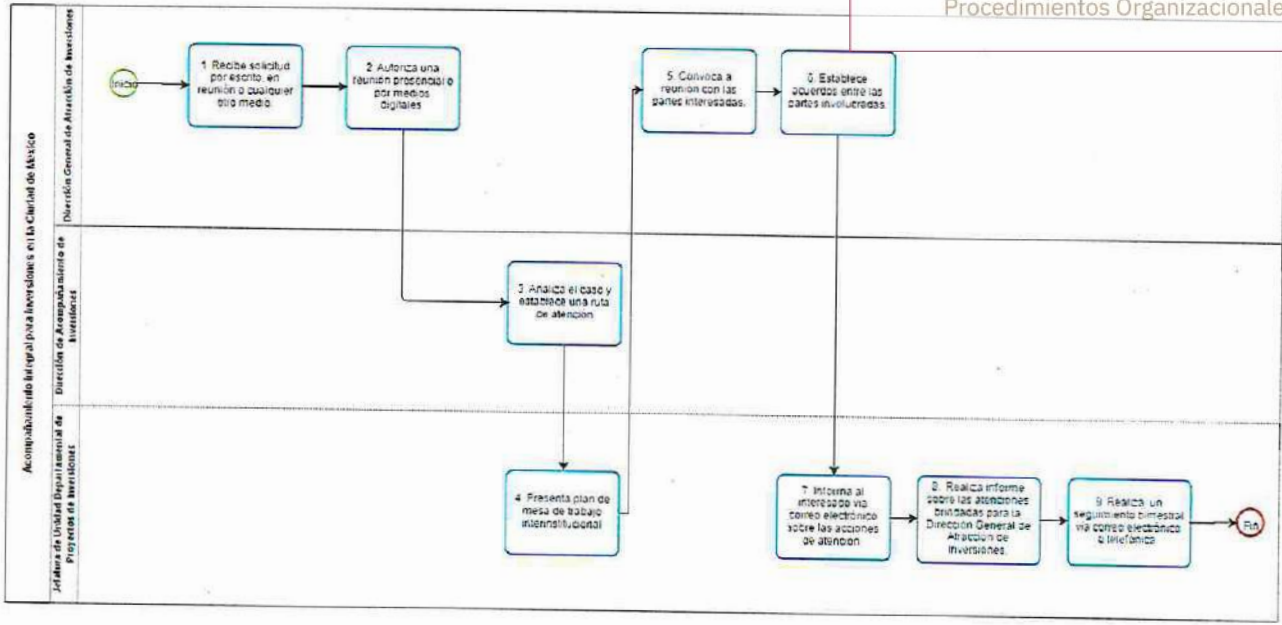 Procedimientos Organizacionale
Acompañamiento integral para inversiones en la Ciudad de México
Dirección General de Atracción de Inversiones
Inicio
1 Recibe solicitud
por escrito, en
reunión o cualquier
otro medio.
2 Autoriza una
reunión presencial o
por medios
digitales
5. Convoca a
reunión con las
partes interesadas.
6. Establece
acuerdos entre las
partes involucradas.
Dirección de Acompañamiento de
Inversiones
3 Analiza el caso y
establece una ruta
de atención
Jefatura de Unidad Departamental de
Proyectos de Inversiones
4 Presenta plan de
mesa de trabajo
interinstitucional
7 Informa al
interesado vía
correo electrónico
sobre las acciones
de atención
8. Realiza informe
sobre las atenciones
brindadas para la
Dirección General de
Atracción de
Inversiones.
9 Realiza un
seguimiento bimestral
vía correo electrónico
o telefónica
Fin